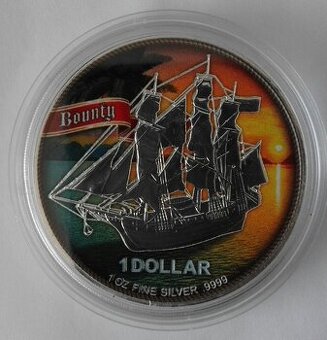 Bounty
1 DOLLAR
1 OZ FINE SILVER .9999